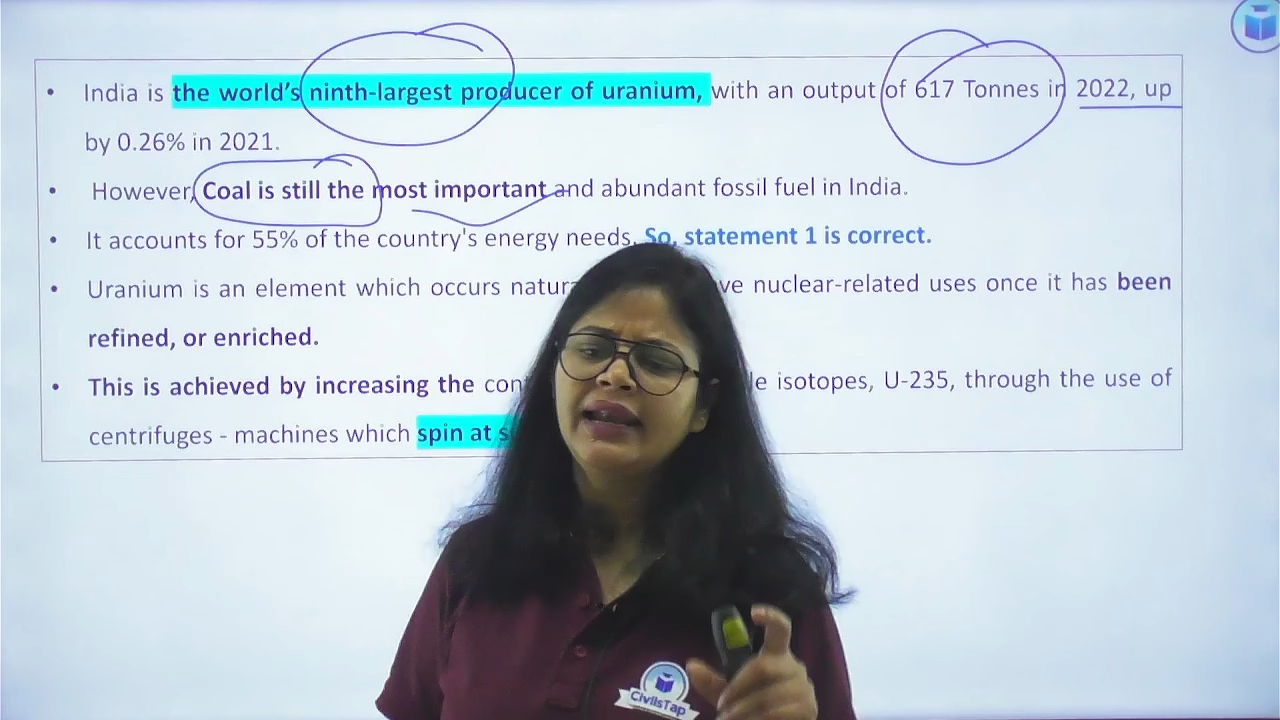 • India is the world's ninth-largest producer of uranium, with an output of 617 Tonnes in 2022, up
by 0.26% in 2021.
• However, Coal is still the most important and abundant fossil fuel in India.
• It accounts for 55% of the country's energy needs. So, statement 1 is correct.
• Uranium is an element which occurs nuclear-related uses once it has been
refined, or enriched.
• This is achieved by increasing the isotopes, U-235, through the use of
centrifuges - machines which spin at
CivilsTap